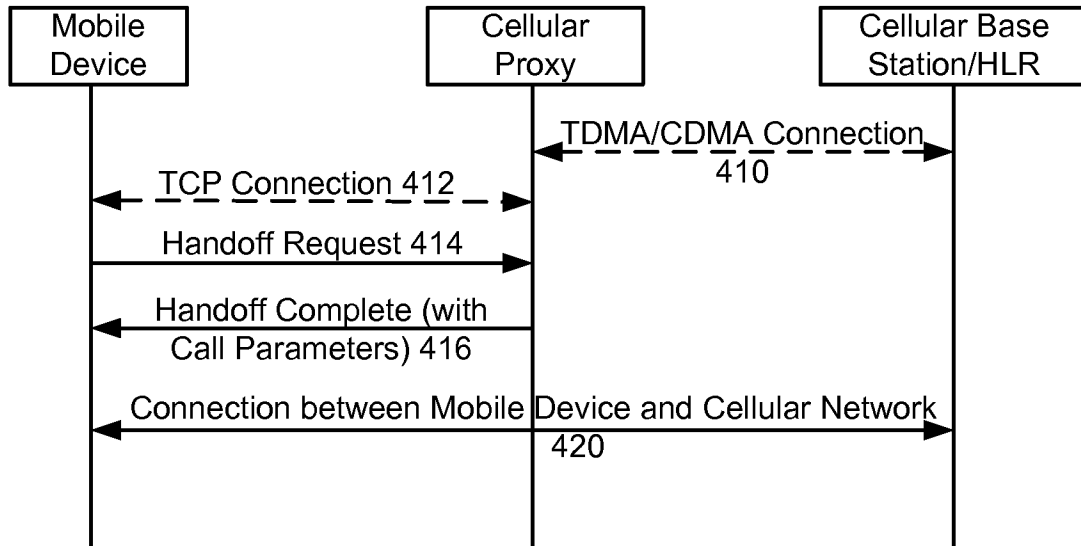 Mobile
Device
Cellular
Proxy
Cellular Base
Station/HLR
TDMA/CDMA Connection
410
TCP Connection 412
Handoff Request 414
Handoff Complete (with
Call Parameters) 416
Connection between Mobile Device and Cellular Network
420